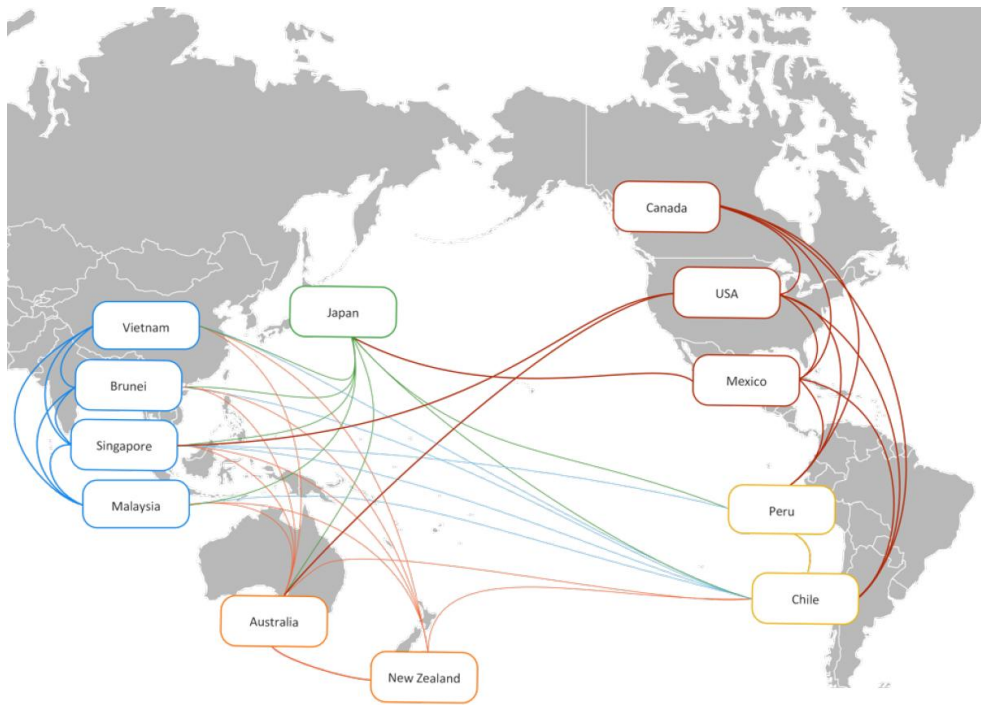 Canada
USA
Japan
Vietnam
Brunei
Mexico
Singapore
Malaysia
Peru
Chile
Australia
New Zealand